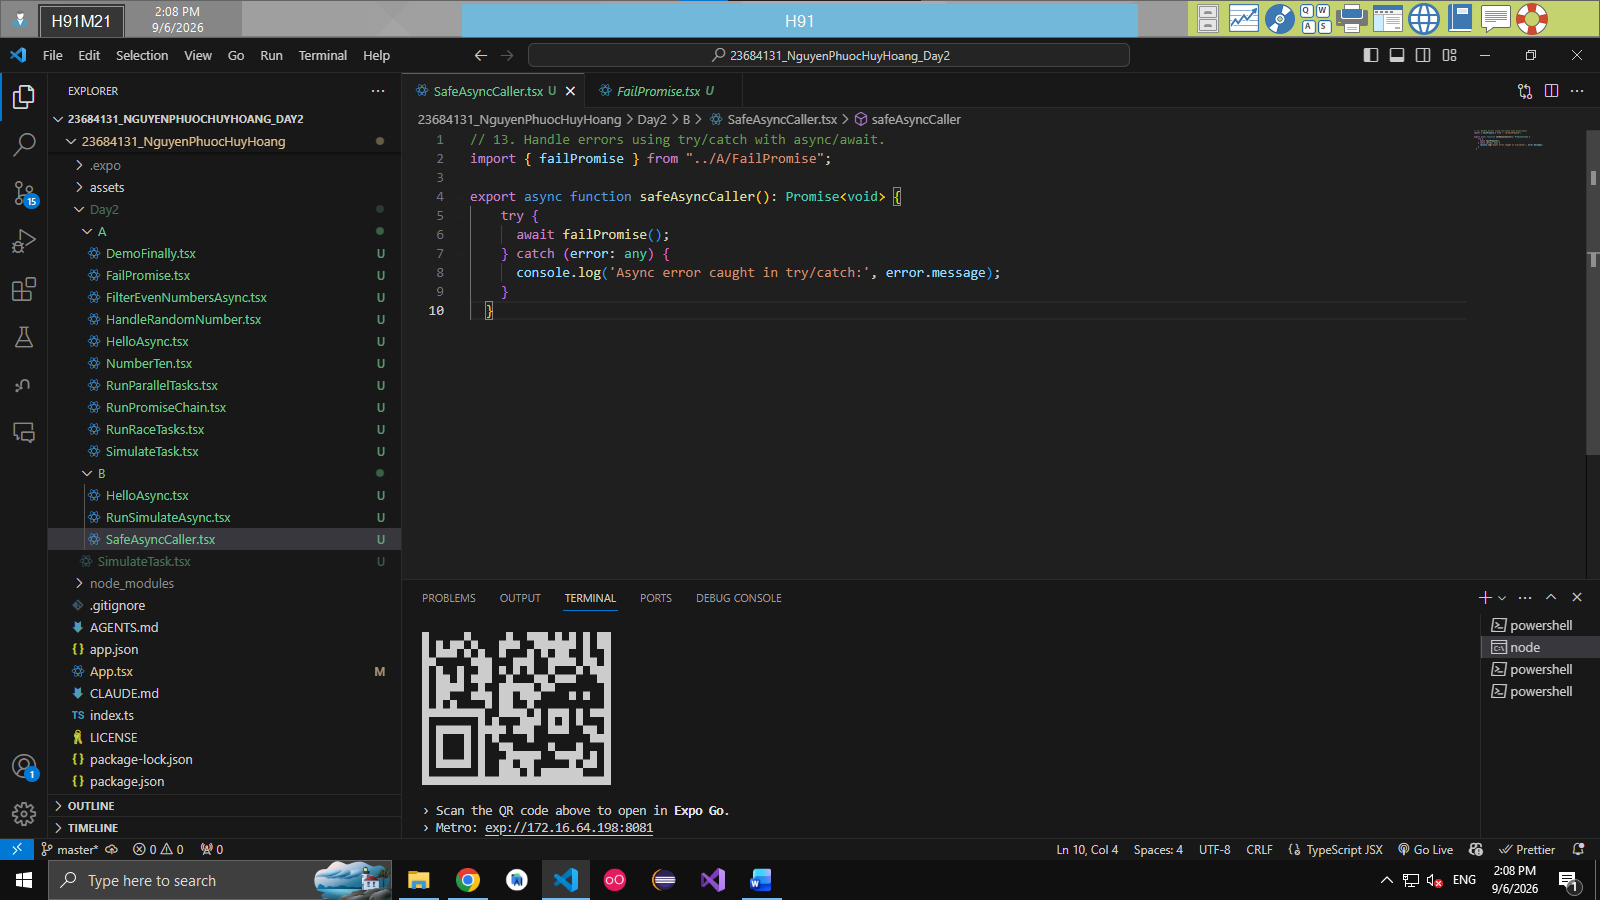 H91M21
2:08 PM
9/6/2026
H91
Q W
A S
File Edit Selection View Go Run Terminal Help
23684131_NguyenPhuocHuyHoang_Day2
EXPLORER
23684131_NGUYENPHUOCHUYHOANG_DAY2
23684131_NguyenPhuocHuyHoang
.expo
assets
Day2
A
DemoFinally.tsx U
FailPromise.tsx U
FilterEvenNumbersAsync.tsx U
HandleRandomNumber.tsx U
HelloAsync.tsx U
NumberTen.tsx U
RunParallelTasks.tsx U
RunPromiseChain.tsx U
RunRaceTasks.tsx U
SimulateTask.tsx U
B
HelloAsync.tsx U
RunSimulateAsync.tsx U
SafeAsyncCaller.tsx U
SimulateTask.tsx U
node_modules
.gitignore
AGENTS.md
{} app.json
App.tsx M
CLAUDE.md
TS index.ts
LICENSE
{} package-lock.json
{} package.json
OUTLINE
TIMELINE
15
1
SafeAsyncCaller.tsx U
FailPromise.tsx U
23684131_NguyenPhuocHuyHoang > Day2 > B > SafeAsyncCaller.tsx > safeAsyncCaller
1 // 13. Handle errors using try/catch with async/await.
2 import { failPromise } from "../A/FailPromise";
3
4 export async function safeAsyncCaller(): Promise<void> {
5 try {
6 await failPromise();
7 } catch (error: any) {
8 console.log('Async error caught in try/catch:', error.message);
9 }
10 }
PROBLEMS OUTPUT TERMINAL PORTS DEBUG CONSOLE
› Scan the QR code above to open in Expo Go.
› Metro: exp://172.16.64.198:8081
powershell
node
powershell
powershell
master* 0 0 0
Ln 10, Col 4 Spaces: 4 UTF-8 CRLF {} TypeScript JSX Go Live Prettier
Type here to search
ENG
2:08 PM
9/6/2026
1